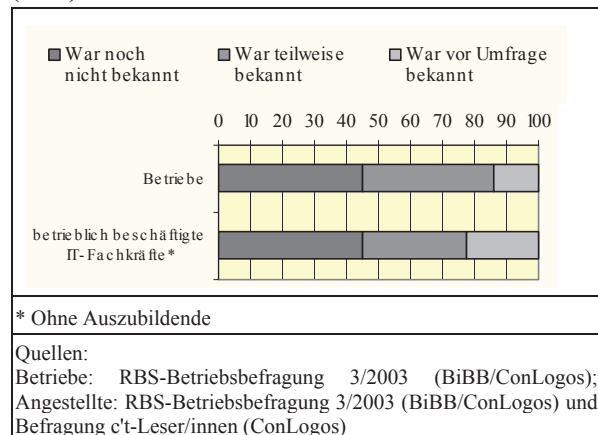 War noch nicht bekannt
War teilweise bekannt
War vor Umfrage bekannt
0 10 20 30 40 50 60 70 80 90 100
Betriebe
betrieblich beschäftigte
IT-Fachkräfte*
* Ohne Auszubildende
Quellen:
Betriebe: RBS-Betriebsbefragung 3/2003 (BiBB/ConLogos);
Angestellte: RBS-Betriebsbefragung 3/2003 (BiBB/ConLogos) und
Befragung c't-Leser/innen (ConLogos)